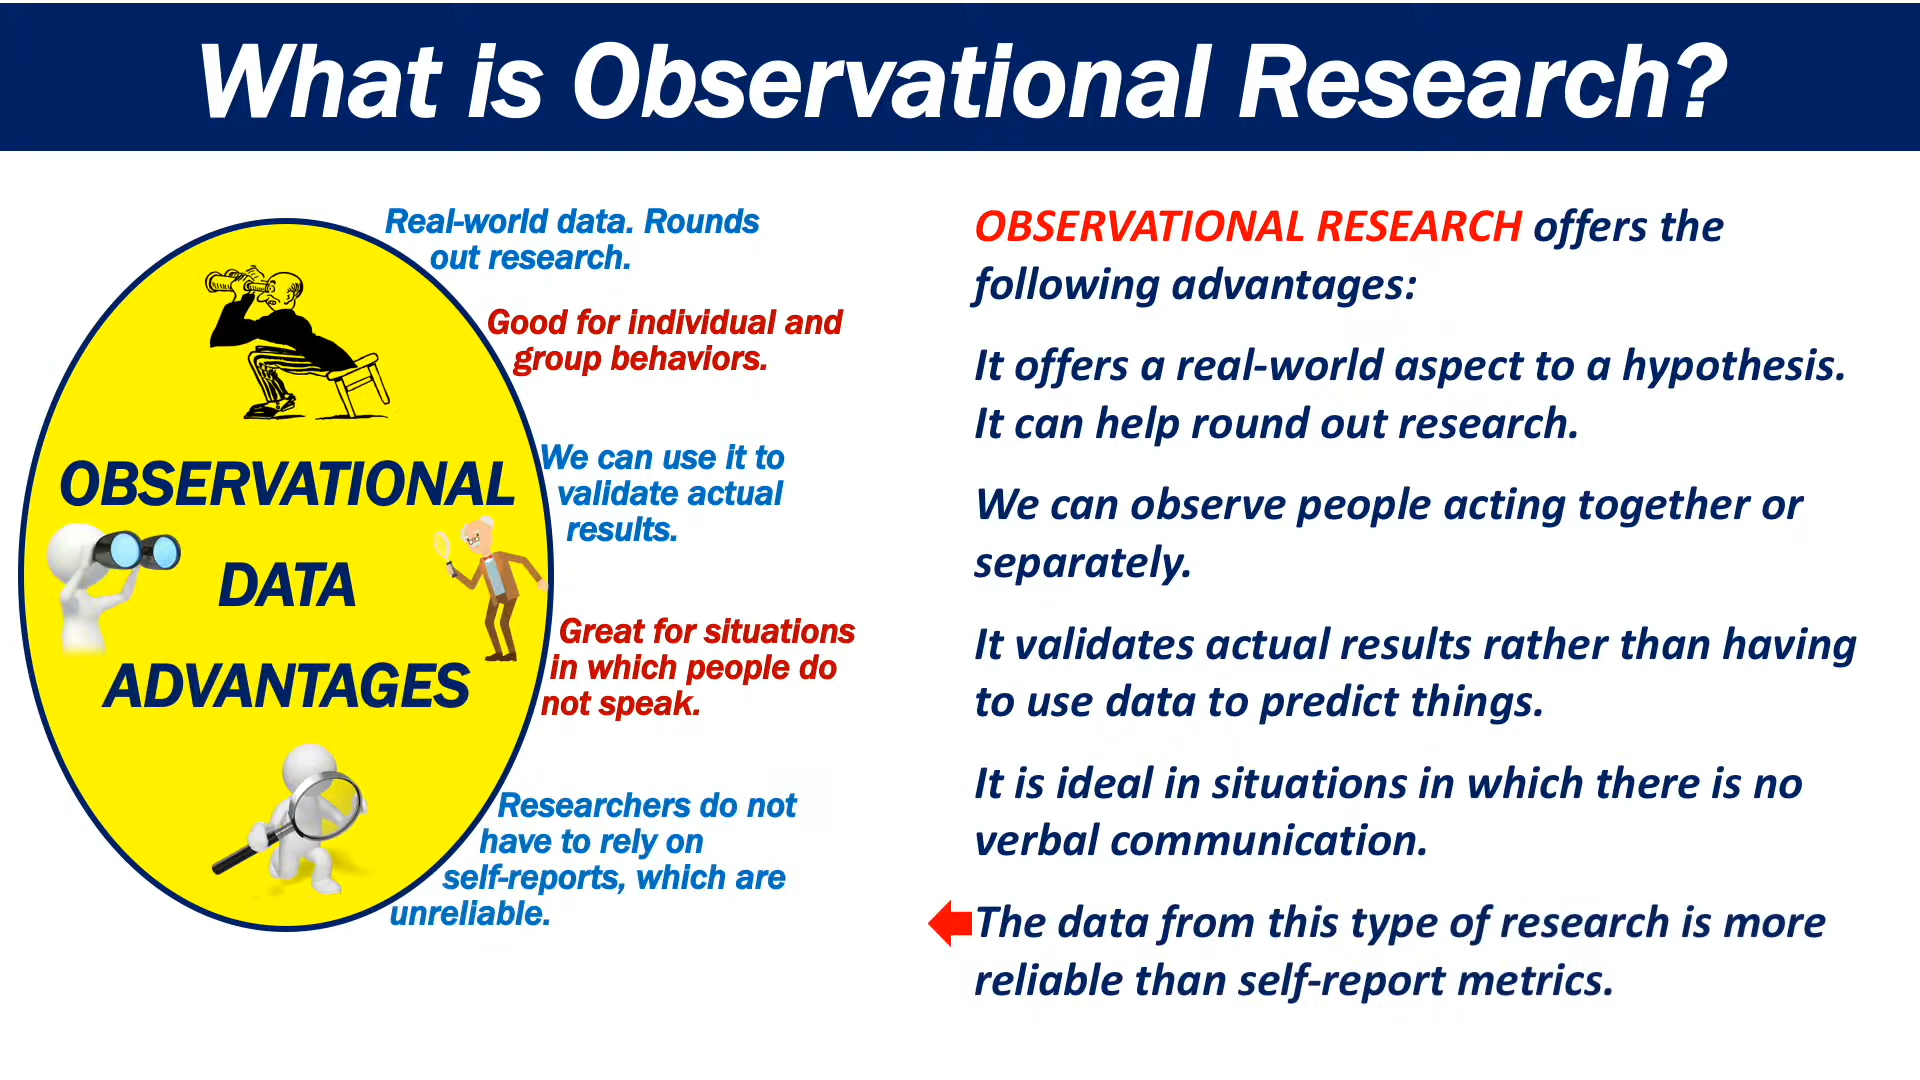 What is Observational Research?
OBSERVATIONAL
DATA
ADVANTAGES
Real-world data. Rounds
out research.
Good for individual and
group behaviors.
We can use it to
validate actual
results.
Great for situations
in which people do
not speak.
Researchers do not
have to rely on
self-reports, which are
unreliable.
OBSERVATIONAL RESEARCH offers the
following advantages:
It offers a real-world aspect to a hypothesis.
It can help round out research.
We can observe people acting together or
separately.
It validates actual results rather than having
to use data to predict things.
It is ideal in situations in which there is no
verbal communication.
The data from this type of research is more
reliable than self-report metrics.